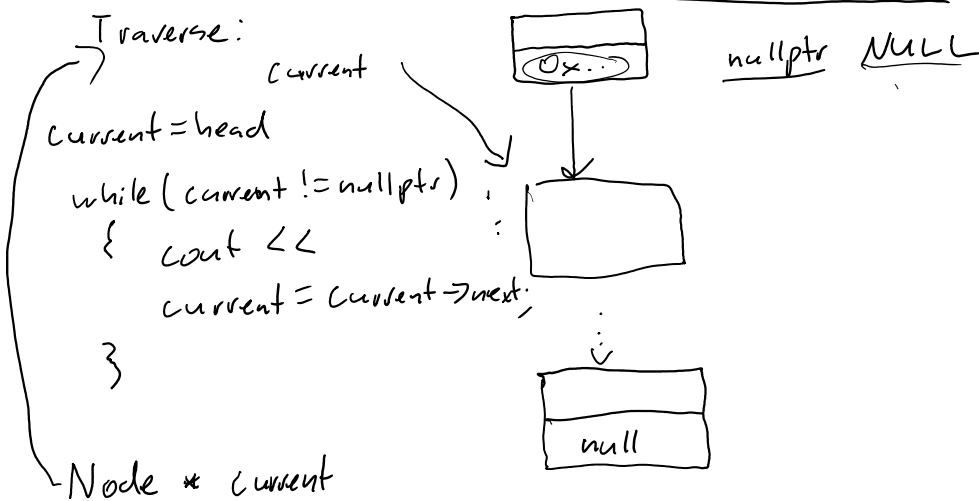 Traverse:
current
current = head
while ( current != nullptr )
{ cout <<
current = current->next;
}
Node * current
0x..
nullptr NULL
null